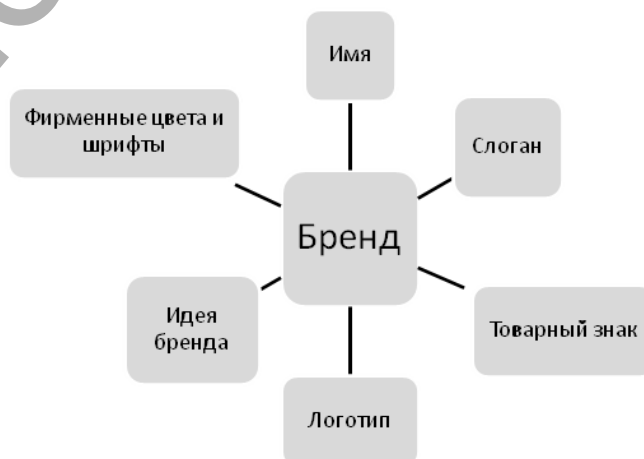 Имя
Фирменные цвета и
шрифты
Слоган
Бренд
Идея
бренда
Товарный знак
Логотип